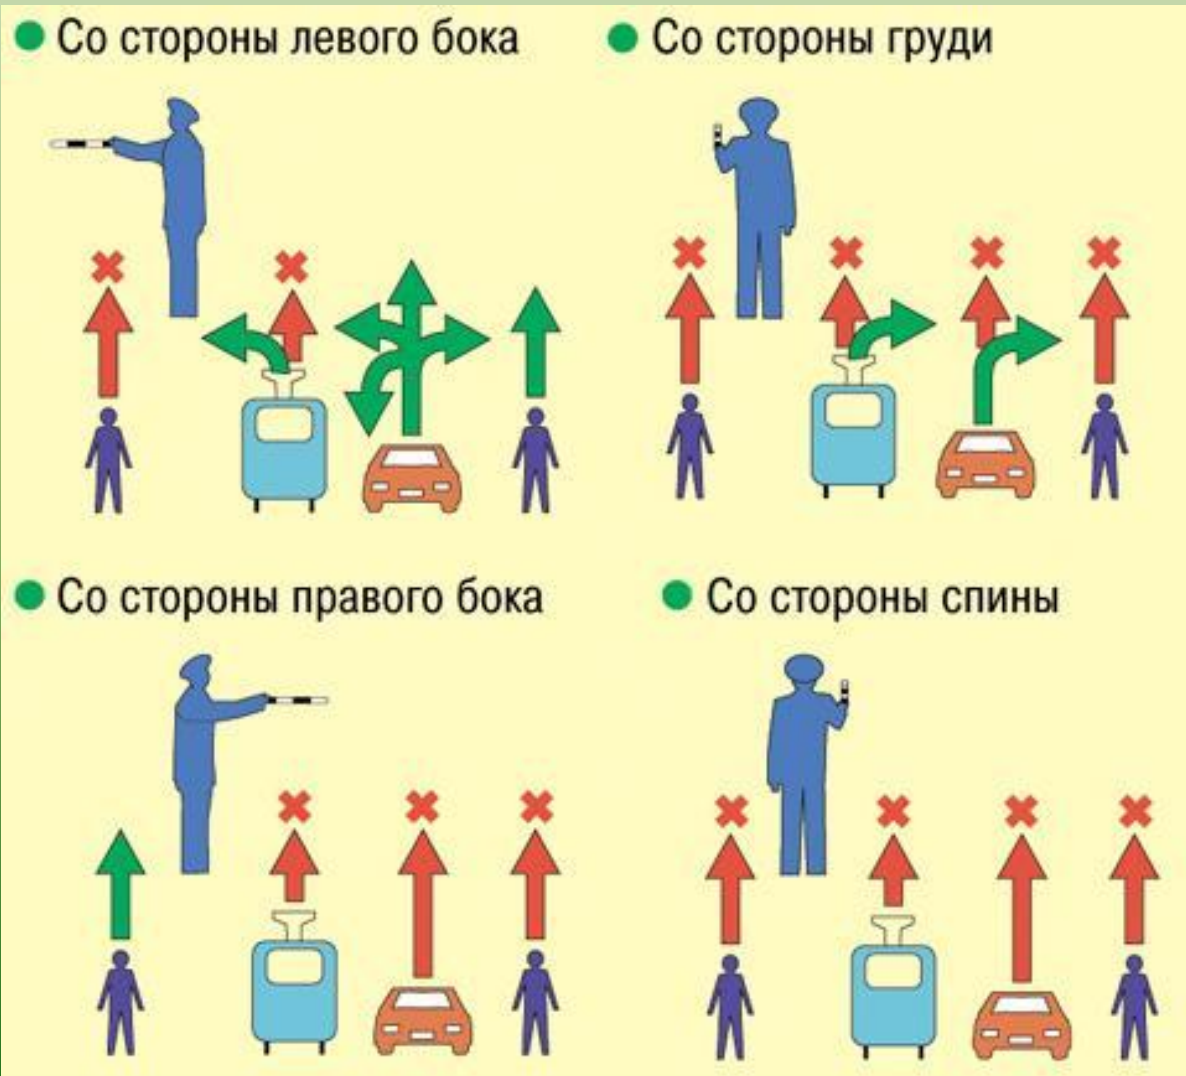 Со стороны левого бока
Со стороны груди
Со стороны правого бока
Со стороны спины